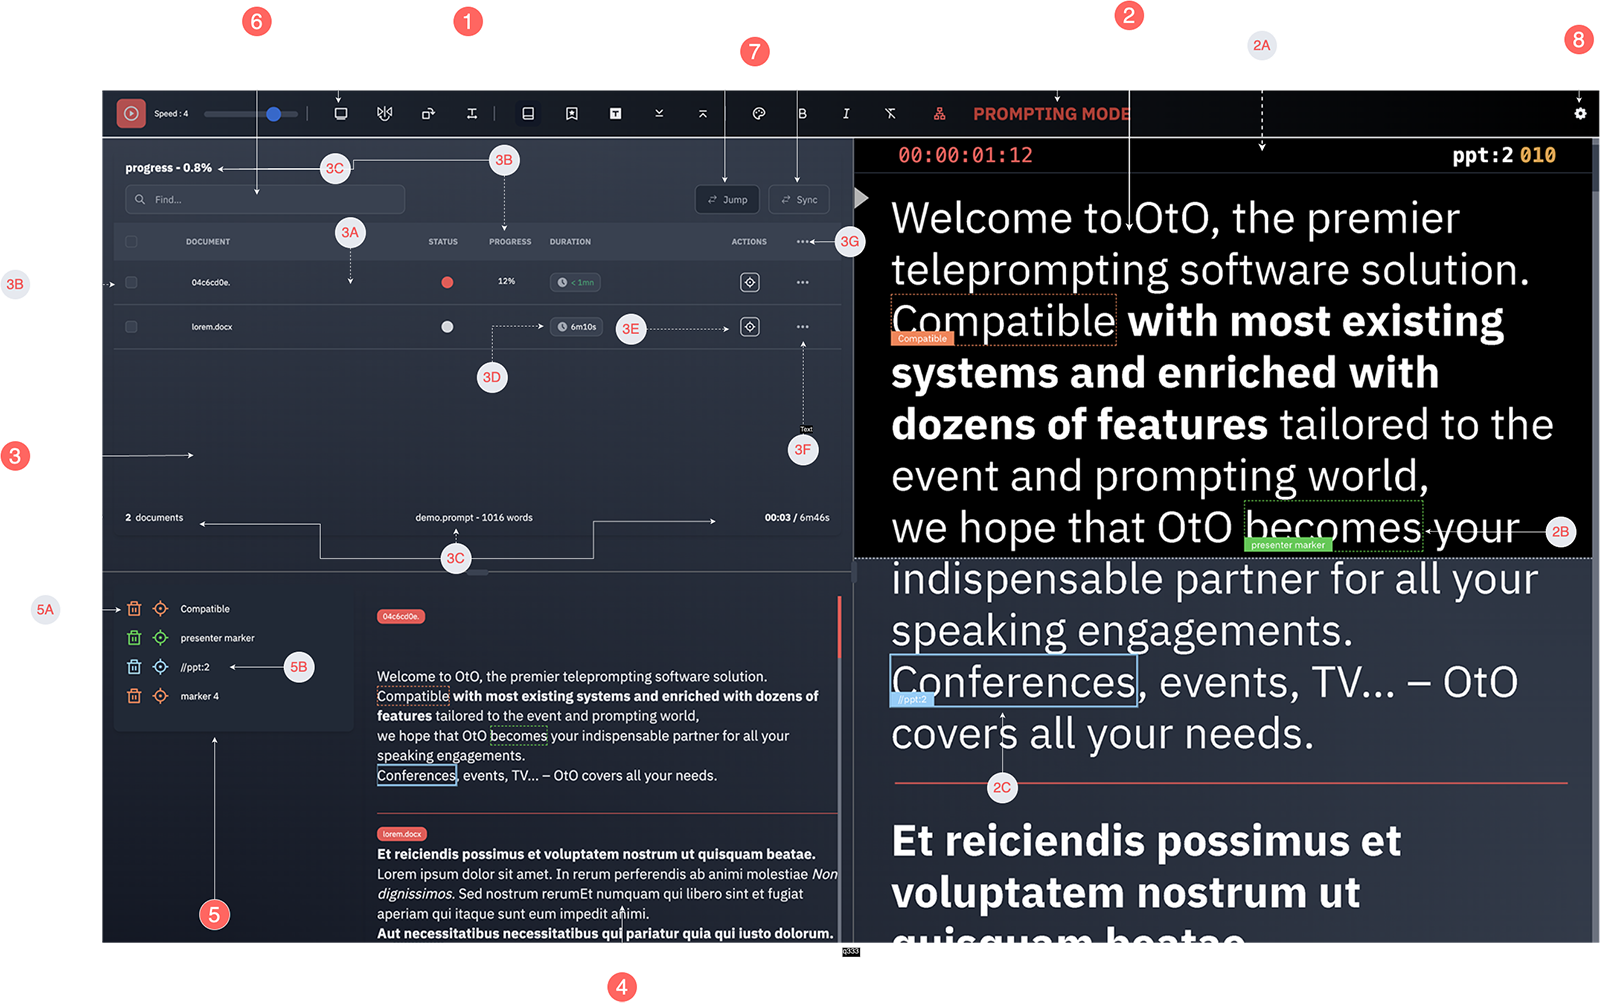 6
1
2
7
2A
8
Speed : 4
T
T
B
I
PROMPTING MODE
progress - 0.8%
3C
3B
00:00:01:12
ppt:2 010
Find...
Jump
Sync
3A
DOCUMENT
STATUS
PROGRESS
DURATION
ACTIONS
3G
3B
04c6cd0e.
12%
< 1mn
lorem.docx
6m10s
3E
3D
Text
3F
3
2 documents
demo.prompt - 1016 words
00:03 / 6m46s
3C
Welcome to OtO, the premier
teleprompting software solution.
Compatible with most existing
Compatible
systems and enriched with
dozens of features tailored to the
event and prompting world,
we hope that OtO becomes your
presenter marker
2B
indispensable partner for all your
speaking engagements.
Conferences, events, TV... – OtO
//ppt:2
covers all your needs.
2C
Et reiciendis possimus et
voluptatem nostrum ut
quisquam beatae.
5A
Compatible
presenter marker
//ppt:2
5B
marker 4
5
04c6cd0e.
Welcome to OtO, the premier teleprompting software solution.
Compatible with most existing systems and enriched with dozens of
features tailored to the event and prompting world,
we hope that OtO becomes your indispensable partner for all your
speaking engagements.
Conferences, events, TV... – OtO covers all your needs.
lorem.docx
Et reiciendis possimus et voluptatem nostrum ut quisquam beatae.
Lorem ipsum dolor sit amet. In rerum perferendis ab animi molestiae Non
dignissimos. Sed nostrum rerumEt numquam qui libero sint et fugiat
aperiam qui itaque sunt eum impedit animi.
Aut necessitatibus necessitatibus qui pariatur quia qui iusto dolorum.
4